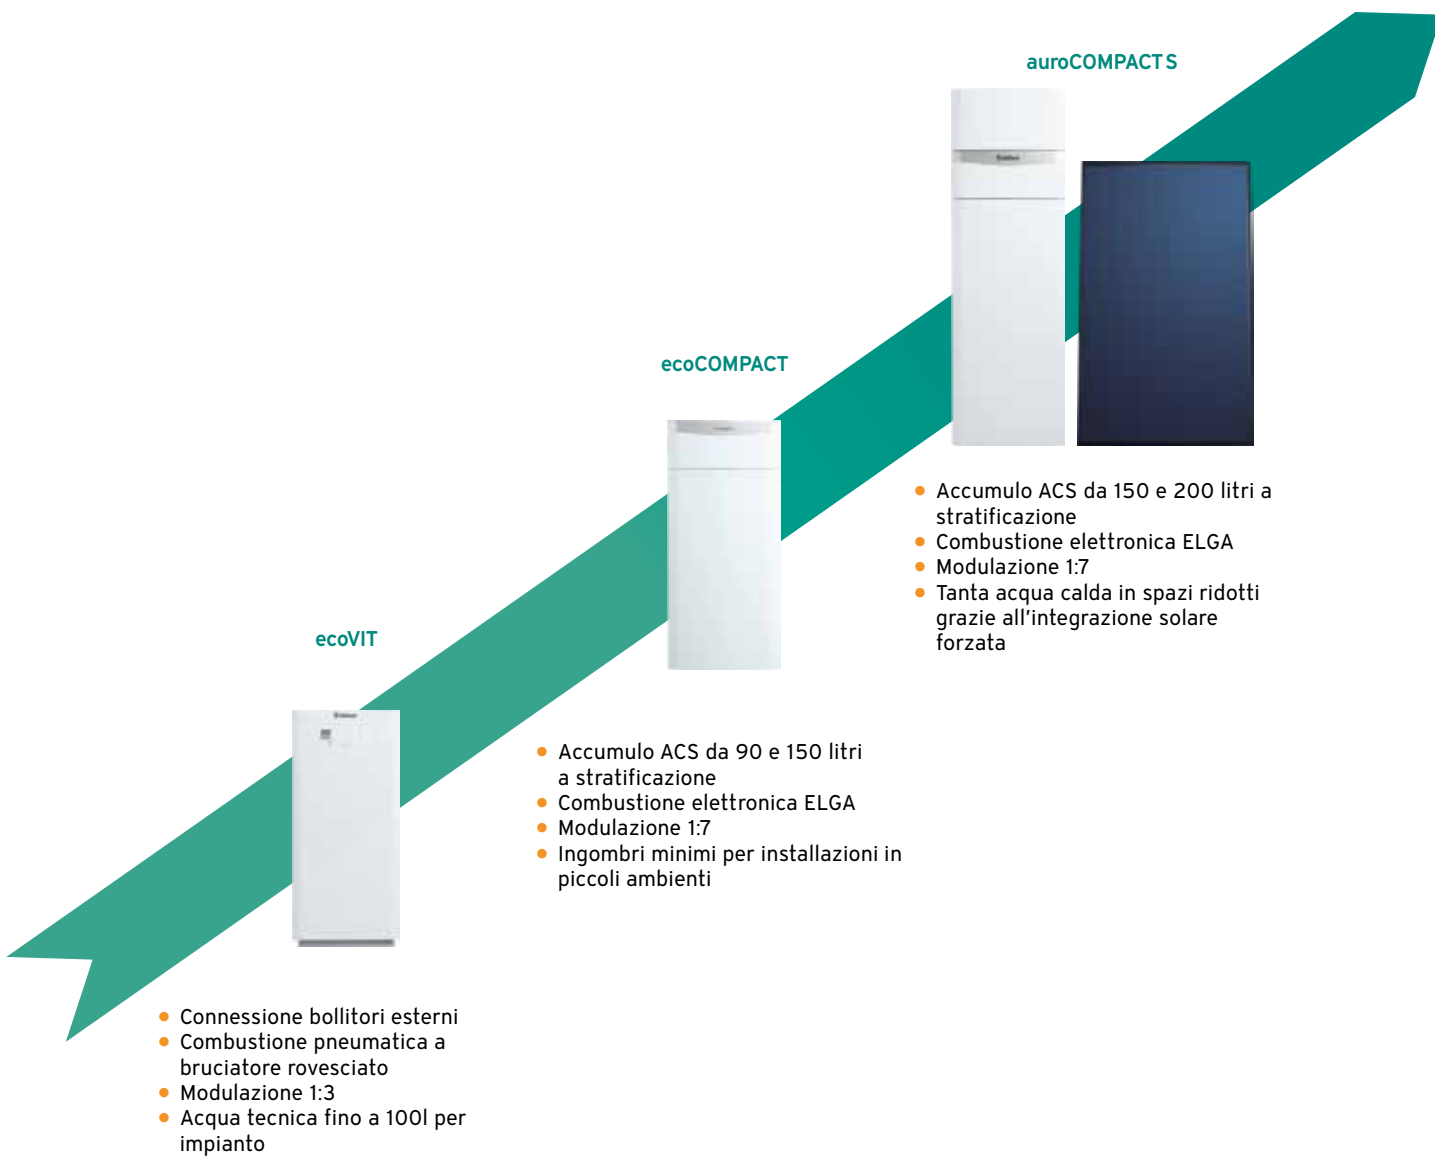 auroCOMPACT S
ecoCOMPACT
• Accumulo ACS da 150 e 200 litri a
stratificazione
• Combustione elettronica ELGA
• Modulazione 1:7
• Tanta acqua calda in spazi ridotti
grazie all'integrazione solare
forzata
ecoVIT
• Accumulo ACS da 90 e 150 litri
a stratificazione
• Combustione elettronica ELGA
• Modulazione 1:7
• Ingombri minimi per installazioni in
piccoli ambienti
• Connessione bollitori esterni
• Combustione pneumatica a
bruciatore rovesciato
• Modulazione 1:3
• Acqua tecnica fino a 100l per
impianto